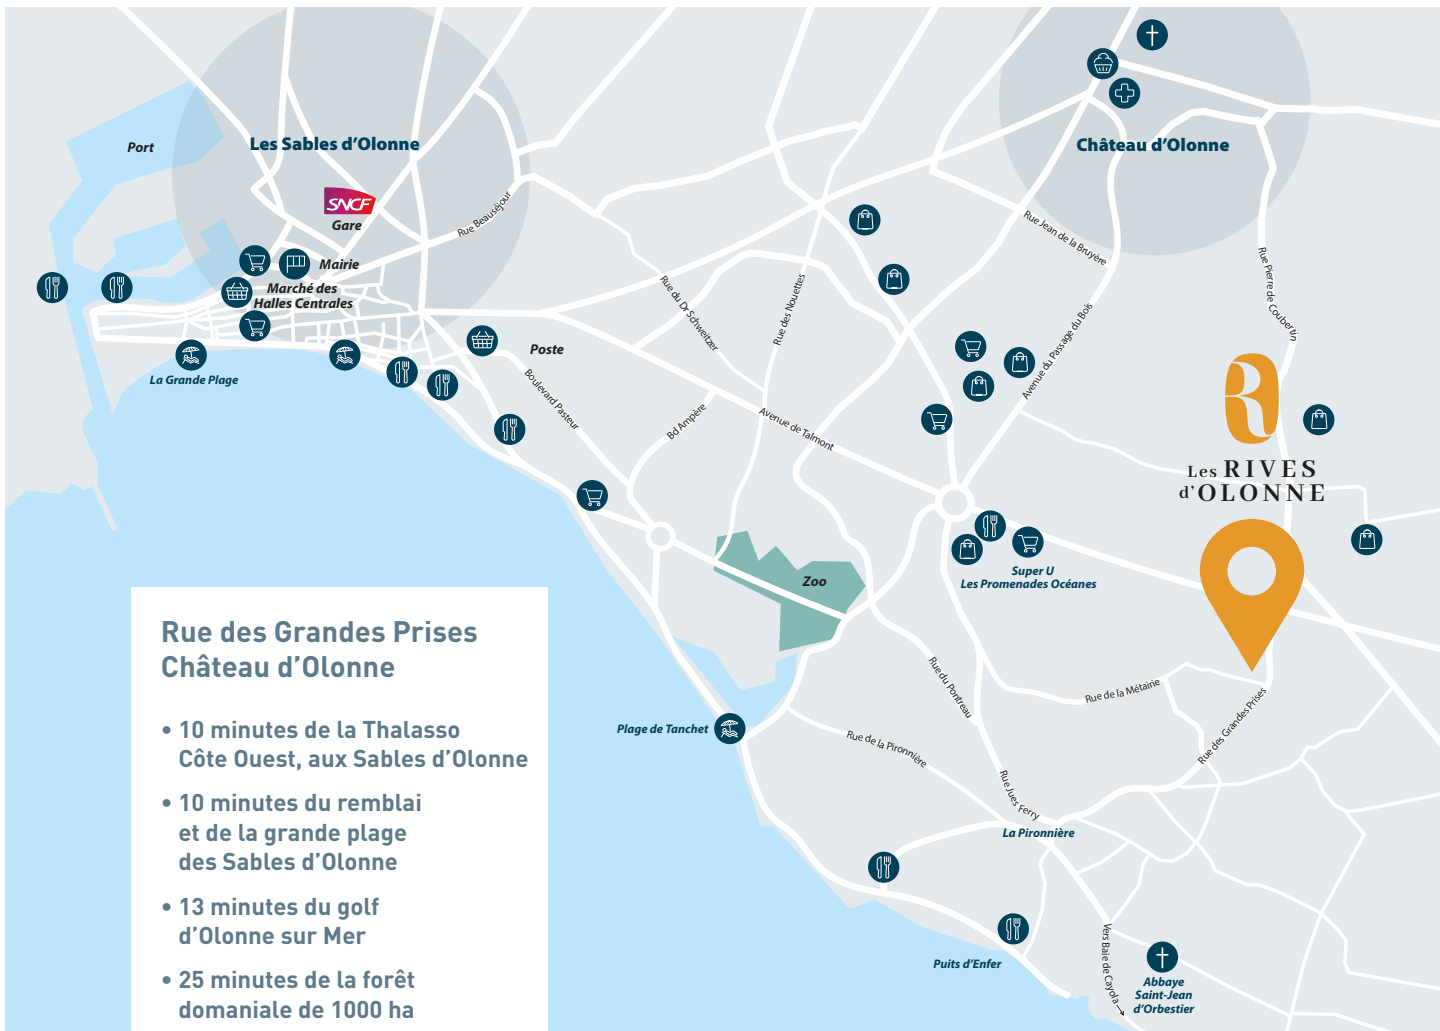 Port
Les Sables d'Olonne
Château d'Olonne
SNCF
Gare
Rue Beauséjour
Rue Jean de la Bruyère
Mairie
Marché des
Halles Centrales
Rue du Dr Schweitzer
Rue des Nouettes
Avenue du Passage du Bois
Rue Pierre de Coubertin
Poste
La Grande Plage
Boulevard Pasteur
Bd Ampère
Avenue de Talmont
Les RIVES
d'OLONNE
Super U
Les Promenades Océanes
Zoo
Rue des Grandes Prises
Château d'Olonne
• 10 minutes de la Thalasso
Côte Ouest, aux Sables d'Olonne
• 10 minutes du remblai
et de la grande plage
des Sables d'Olonne
• 13 minutes du golf
d'Olonne sur Mer
• 25 minutes de la forêt
domaniale de 1000 ha
Plage de Tanchet
Rue du Pontreau
Rue de la Métairie
Rue des Grandes Prises
Rue de la Pironnière
Rue Jues Ferry
La Pironnière
Puits d'Enfer
Vers Baie de Cayola
Abbaye
Saint-Jean
d'Orbestier